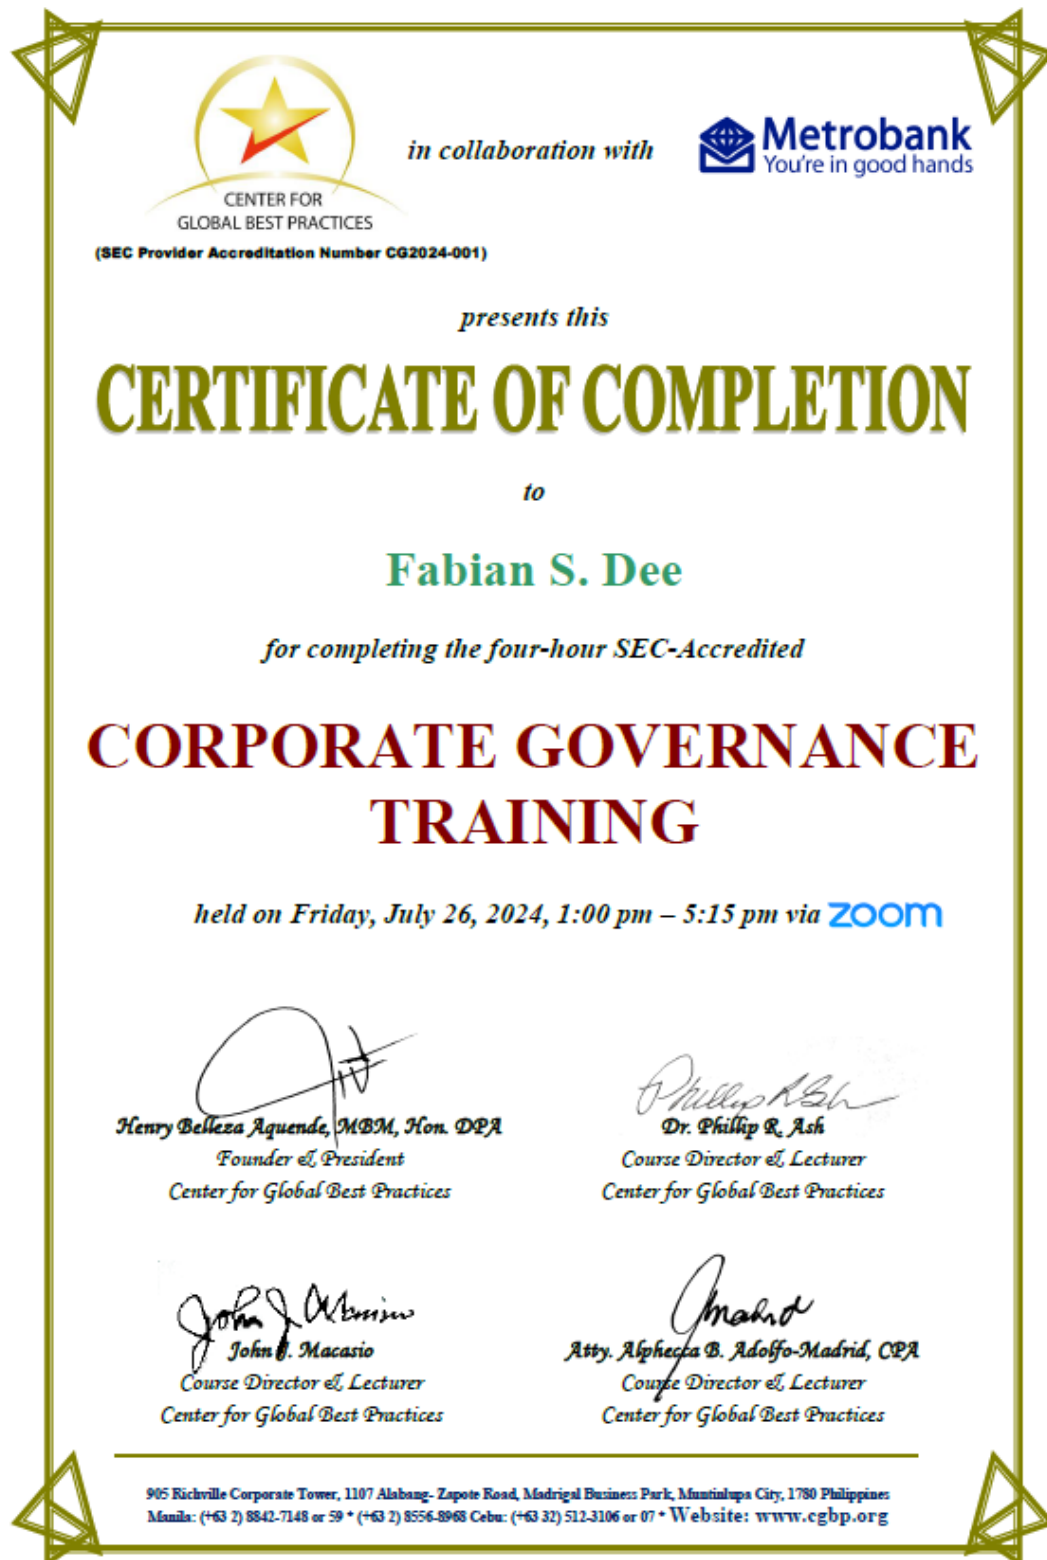 CENTER FOR
GLOBAL BEST PRACTICES
(SEC Provider Accreditation Number CG2024-001)
in collaboration with
Metrobank
You're in good hands
presents this
CERTIFICATE OF COMPLETION
to
Fabian S. Dee
for completing the four-hour SEC-Accredited
CORPORATE GOVERNANCE
TRAINING
held on Friday, July 26, 2024, 1:00 pm – 5:15 pm via zoom
Henry Belleza Aquende, MBM, Hon. DPA
Founder & President
Center for Global Best Practices
Phillip R Ash
Dr. Phillip R. Ash
Course Director & Lecturer
Center for Global Best Practices
John J. Macasio
John J. Macasio
Course Director & Lecturer
Center for Global Best Practices
Atty. Alphecca B. Adolfo-Madrid, CPA
Course Director & Lecturer
Center for Global Best Practices
905 Richville Corporate Tower, 1107 Alabang- Zapote Road, Madrigal Business Park, Muntinlupa City, 1780 Philippines
Manila: (+63 2) 8842-7148 or 59 * (+63 2) 8556-8968 Cebu: (+63 32) 512-3106 or 07 * Website: www.cgbp.org